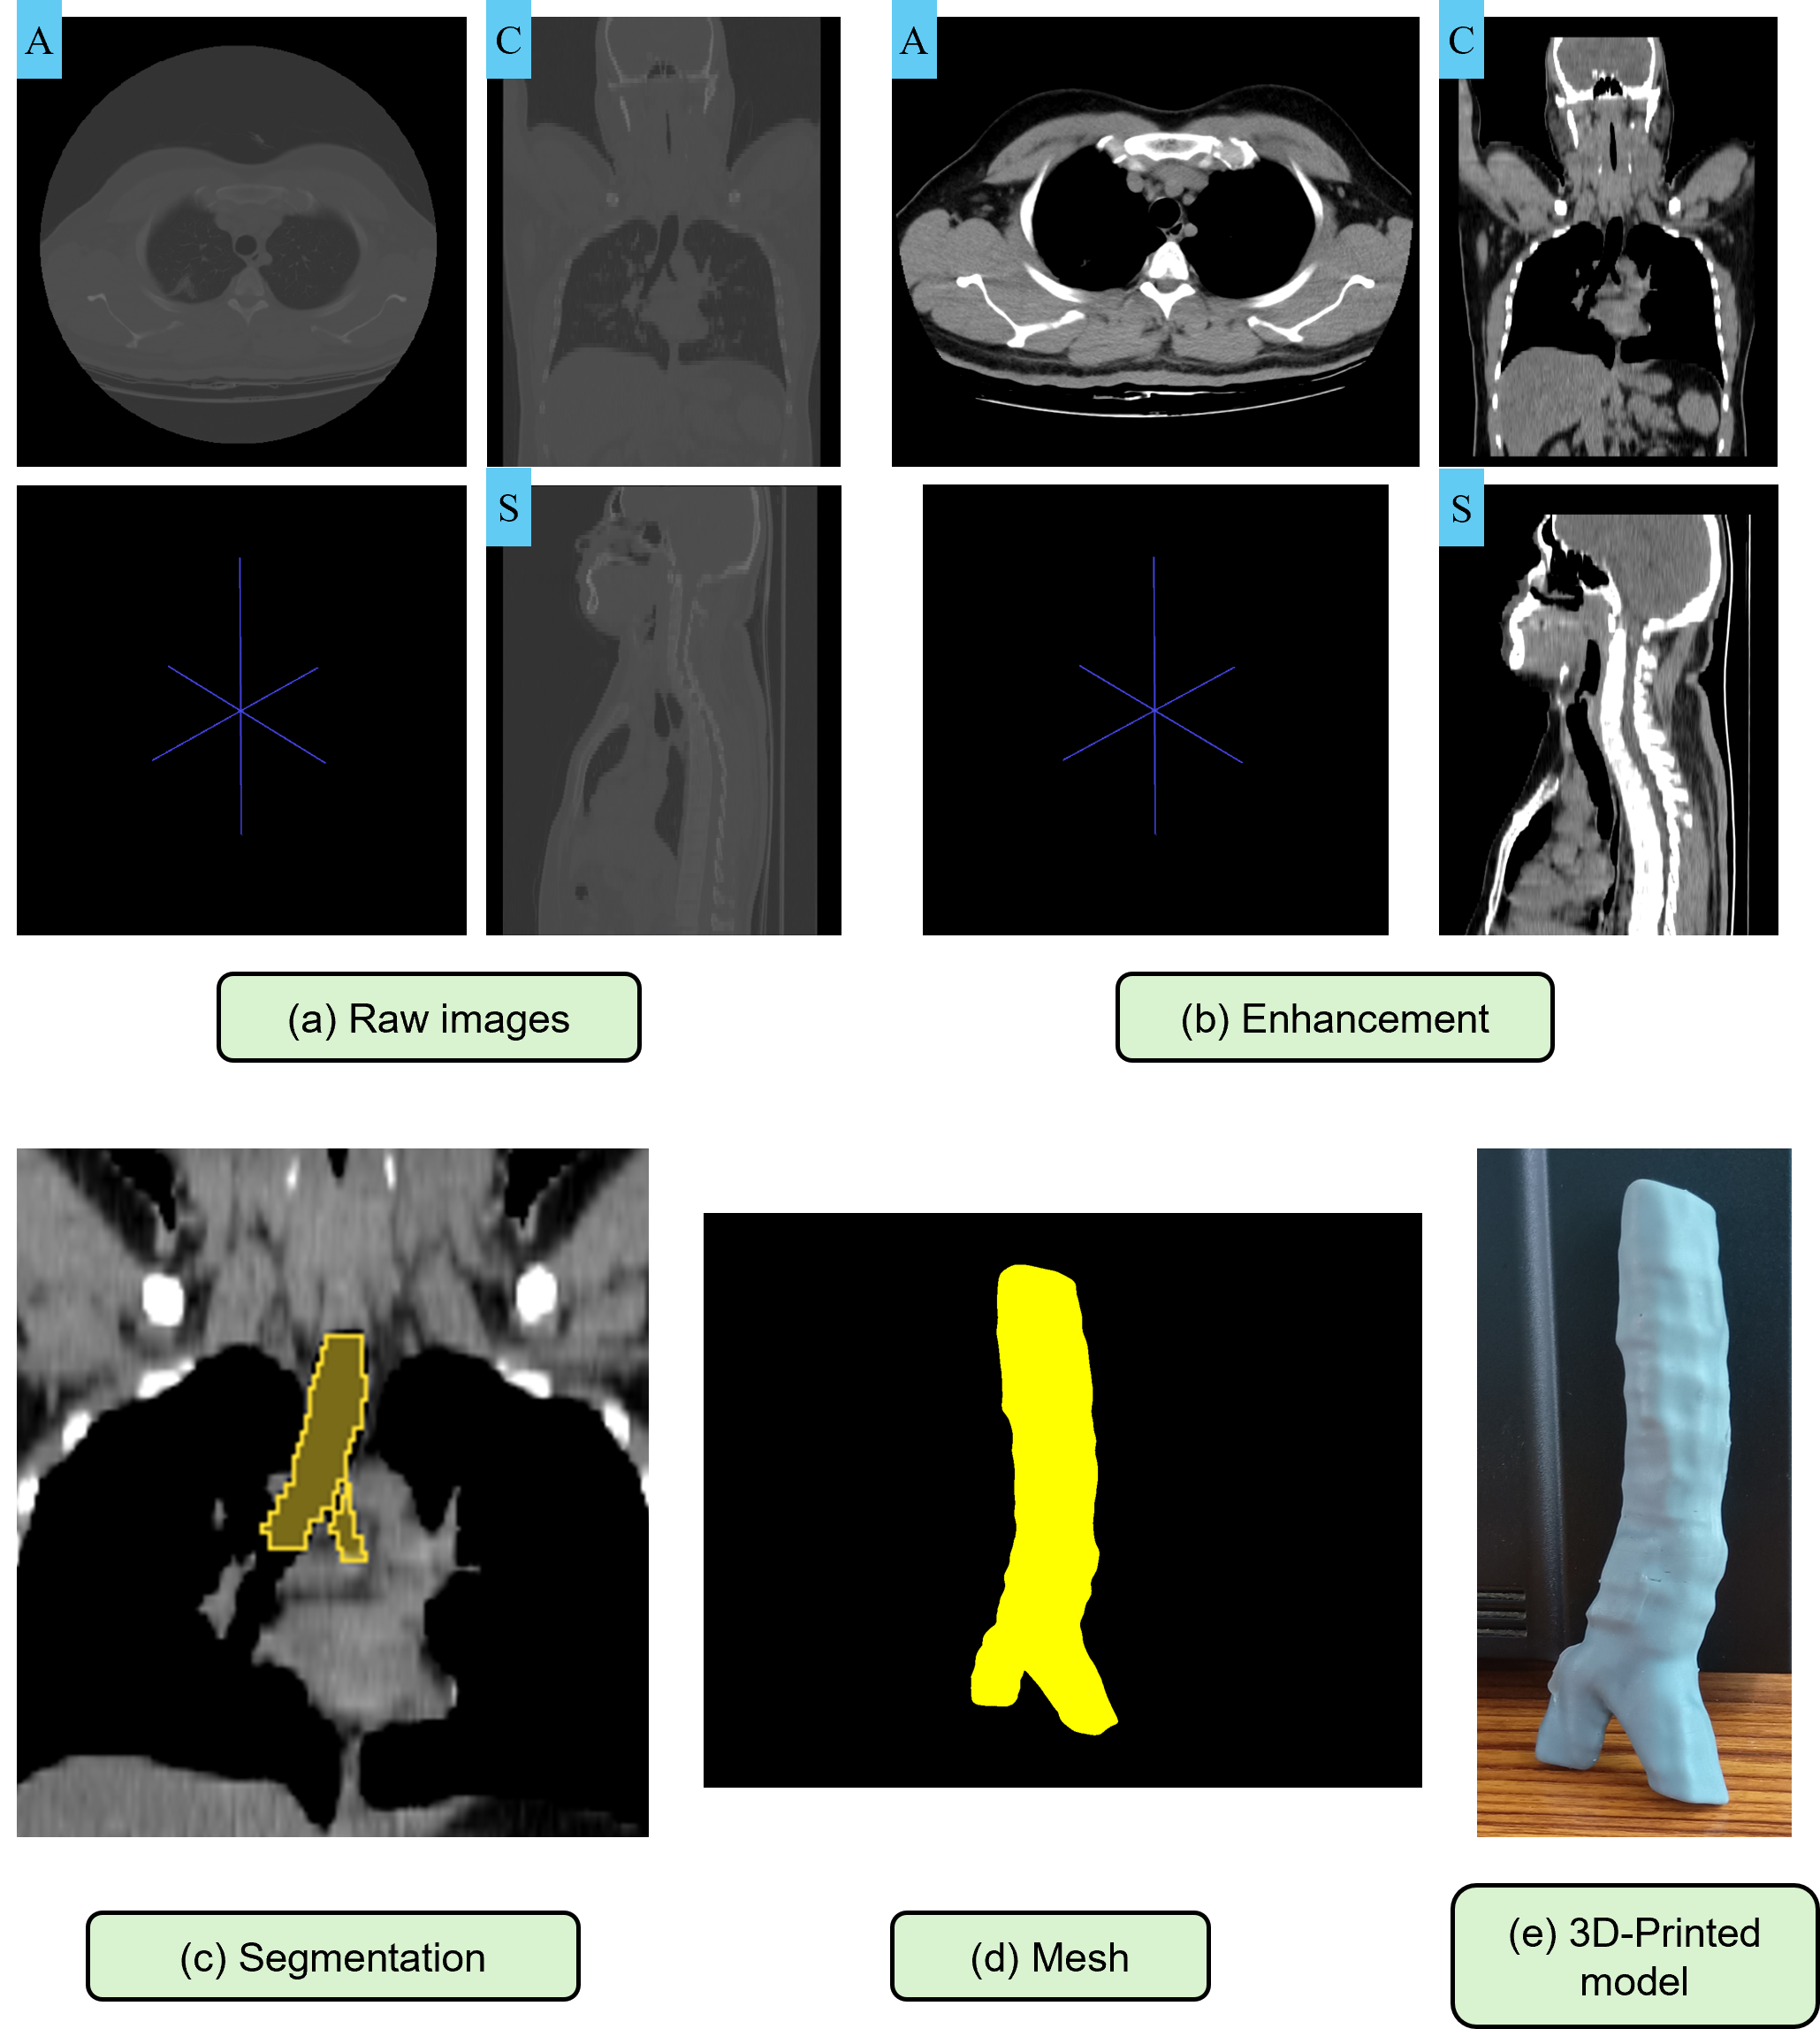 A
C
A
C
S
S
(a) Raw images
(b) Enhancement
(c) Segmentation
(d) Mesh
(e) 3D-Printed
model